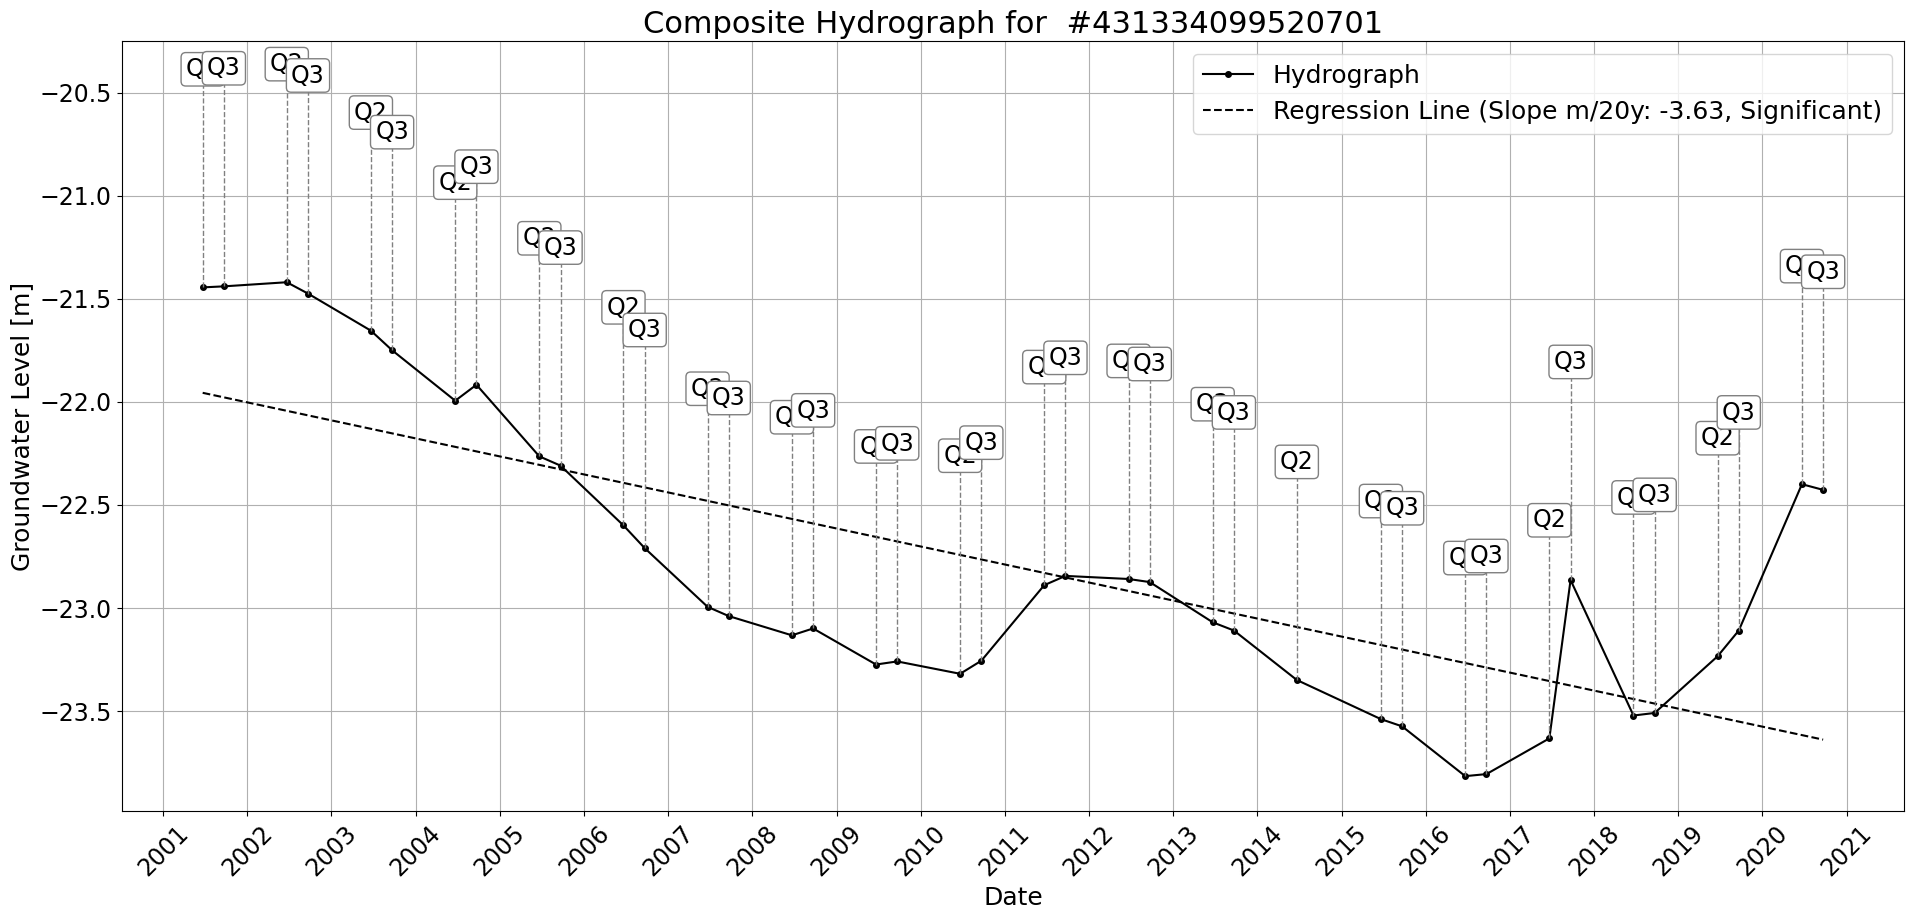 Composite Hydrograph for  #431334099520701
Hydrograph
Regression Line (Slope m/20y: -3.63, Significant)
Groundwater Level [m]
−20.5
−21.0
−21.5
−22.0
−22.5
−23.0
−23.5
Q3
Q3
Q2
Q3
Q2
Q3
Q3
Q2
Q3
Q3
Q3
Q3
Q2
Q3
Q3
Q3
Q3
Q2
Q3
Q3
Q2
Q3
Q3
Q2
Q3
Q3
2001
2002
2003
2004
2005
2006
2007
2008
2009
2010
2011
2012
2013
2014
2015
2016
2017
2018
2019
2020
2021
Date